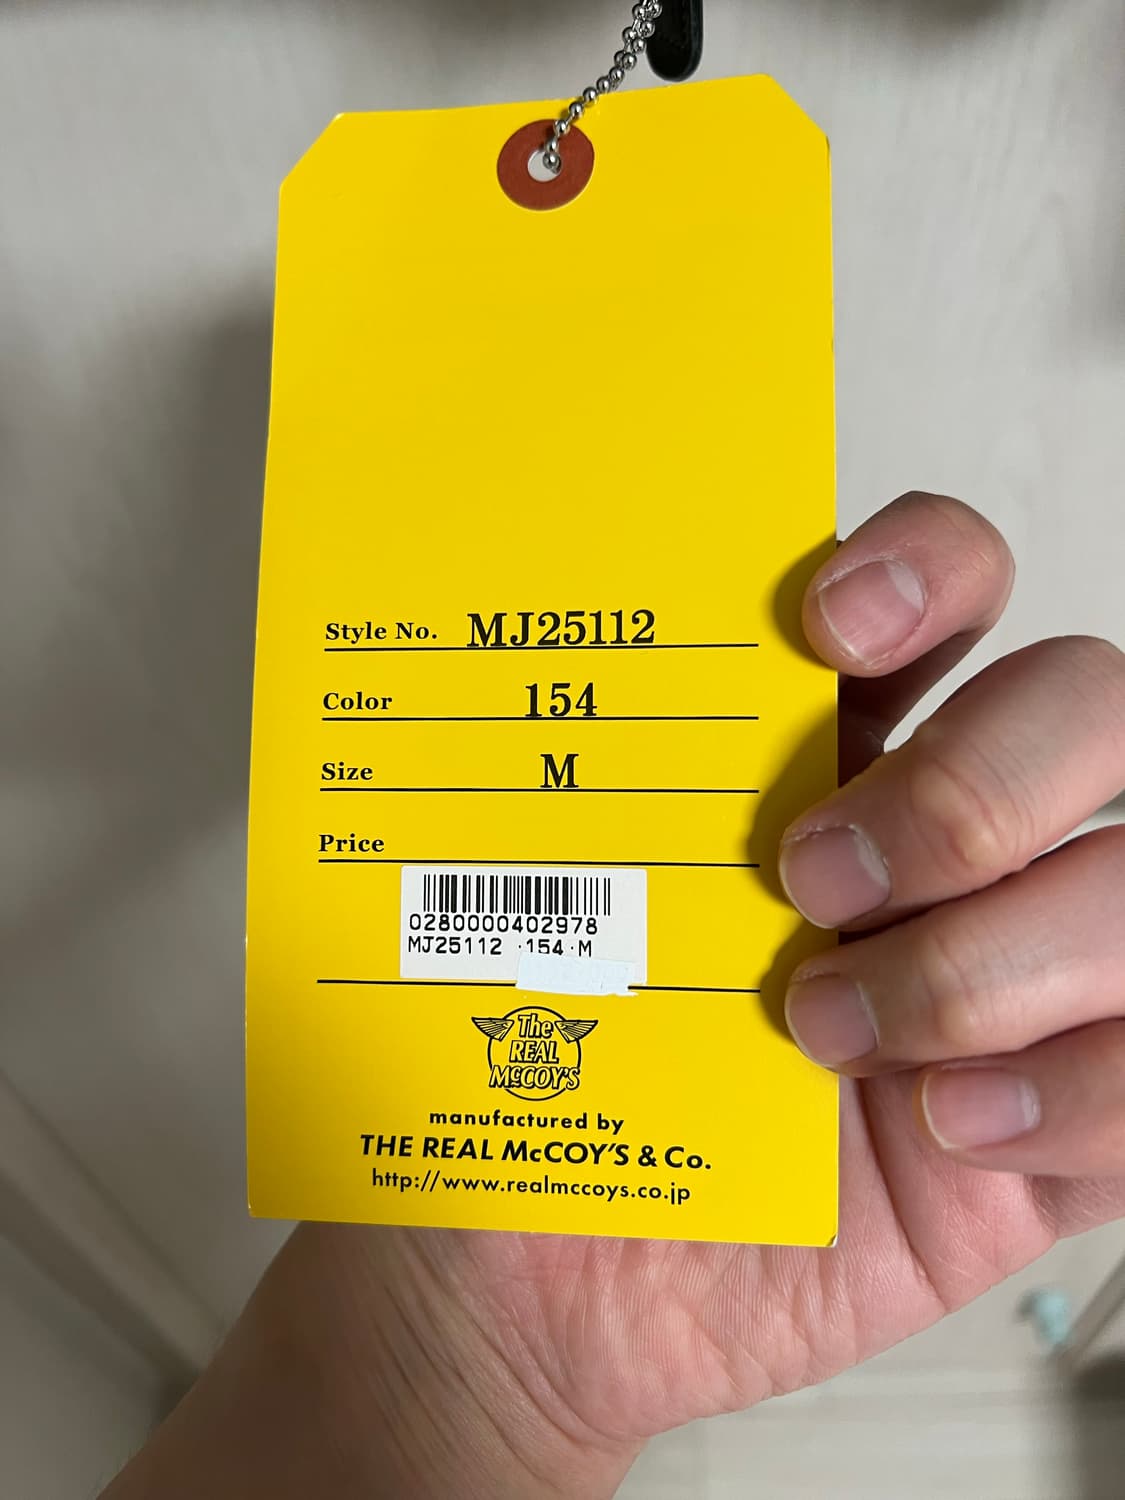 Style No. MJ25112
Color 154
Size M
Price
0280000402978
MJ25112 ·154·M
The
REAL
McCOY'S
manufactured by
THE REAL McCOY'S & Co.
http://www.realmccoys.co.jp